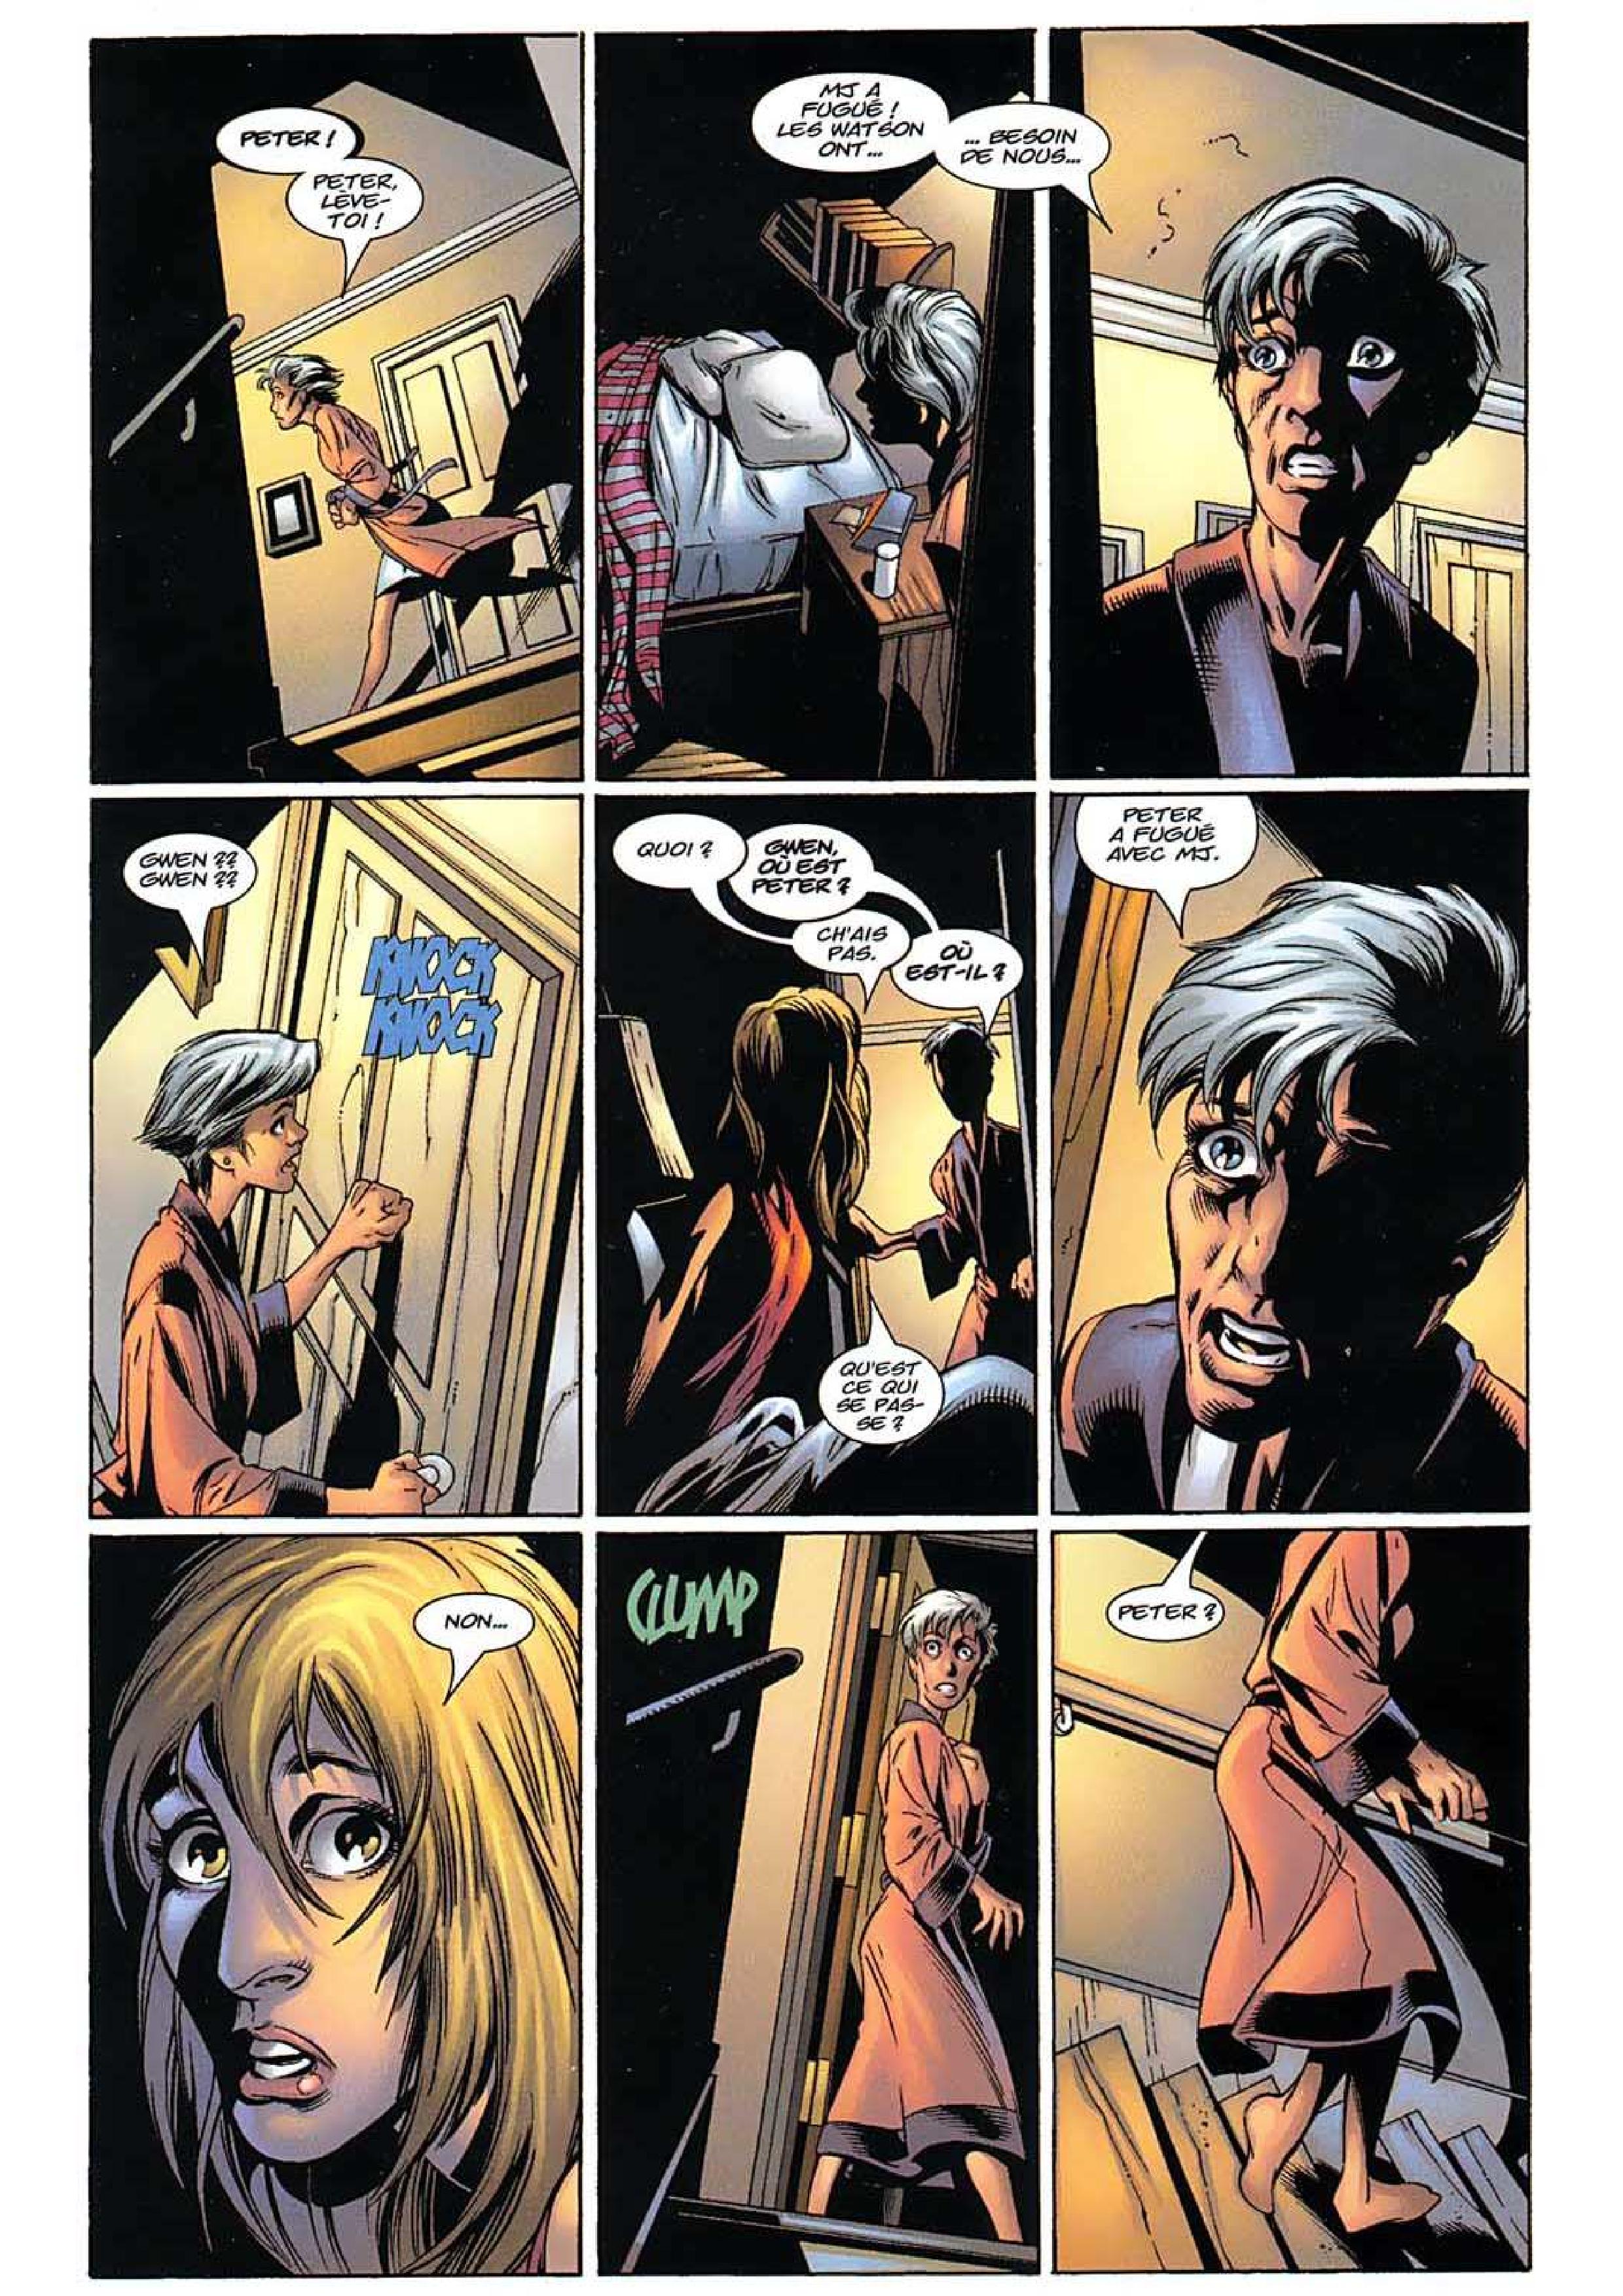 PETER !
PETER,
LÈVE-
TOI !
MJ A
FUGUÉ !
LES WATSON
ONT...
... BESOIN
DE NOUS...
GWEN ??
GWEN ??
KNOCK
KNOCK
QUOI ?
GWEN,
OÙ EST
PETER ?
CH'AIS
PAS.
OÙ
EST-IL ?
QU'EST
CE QUI
SE PAS-
SE ?
PETER
A FUGUÉ
AVEC MJ.
NON...
CLUMP
PETER ?